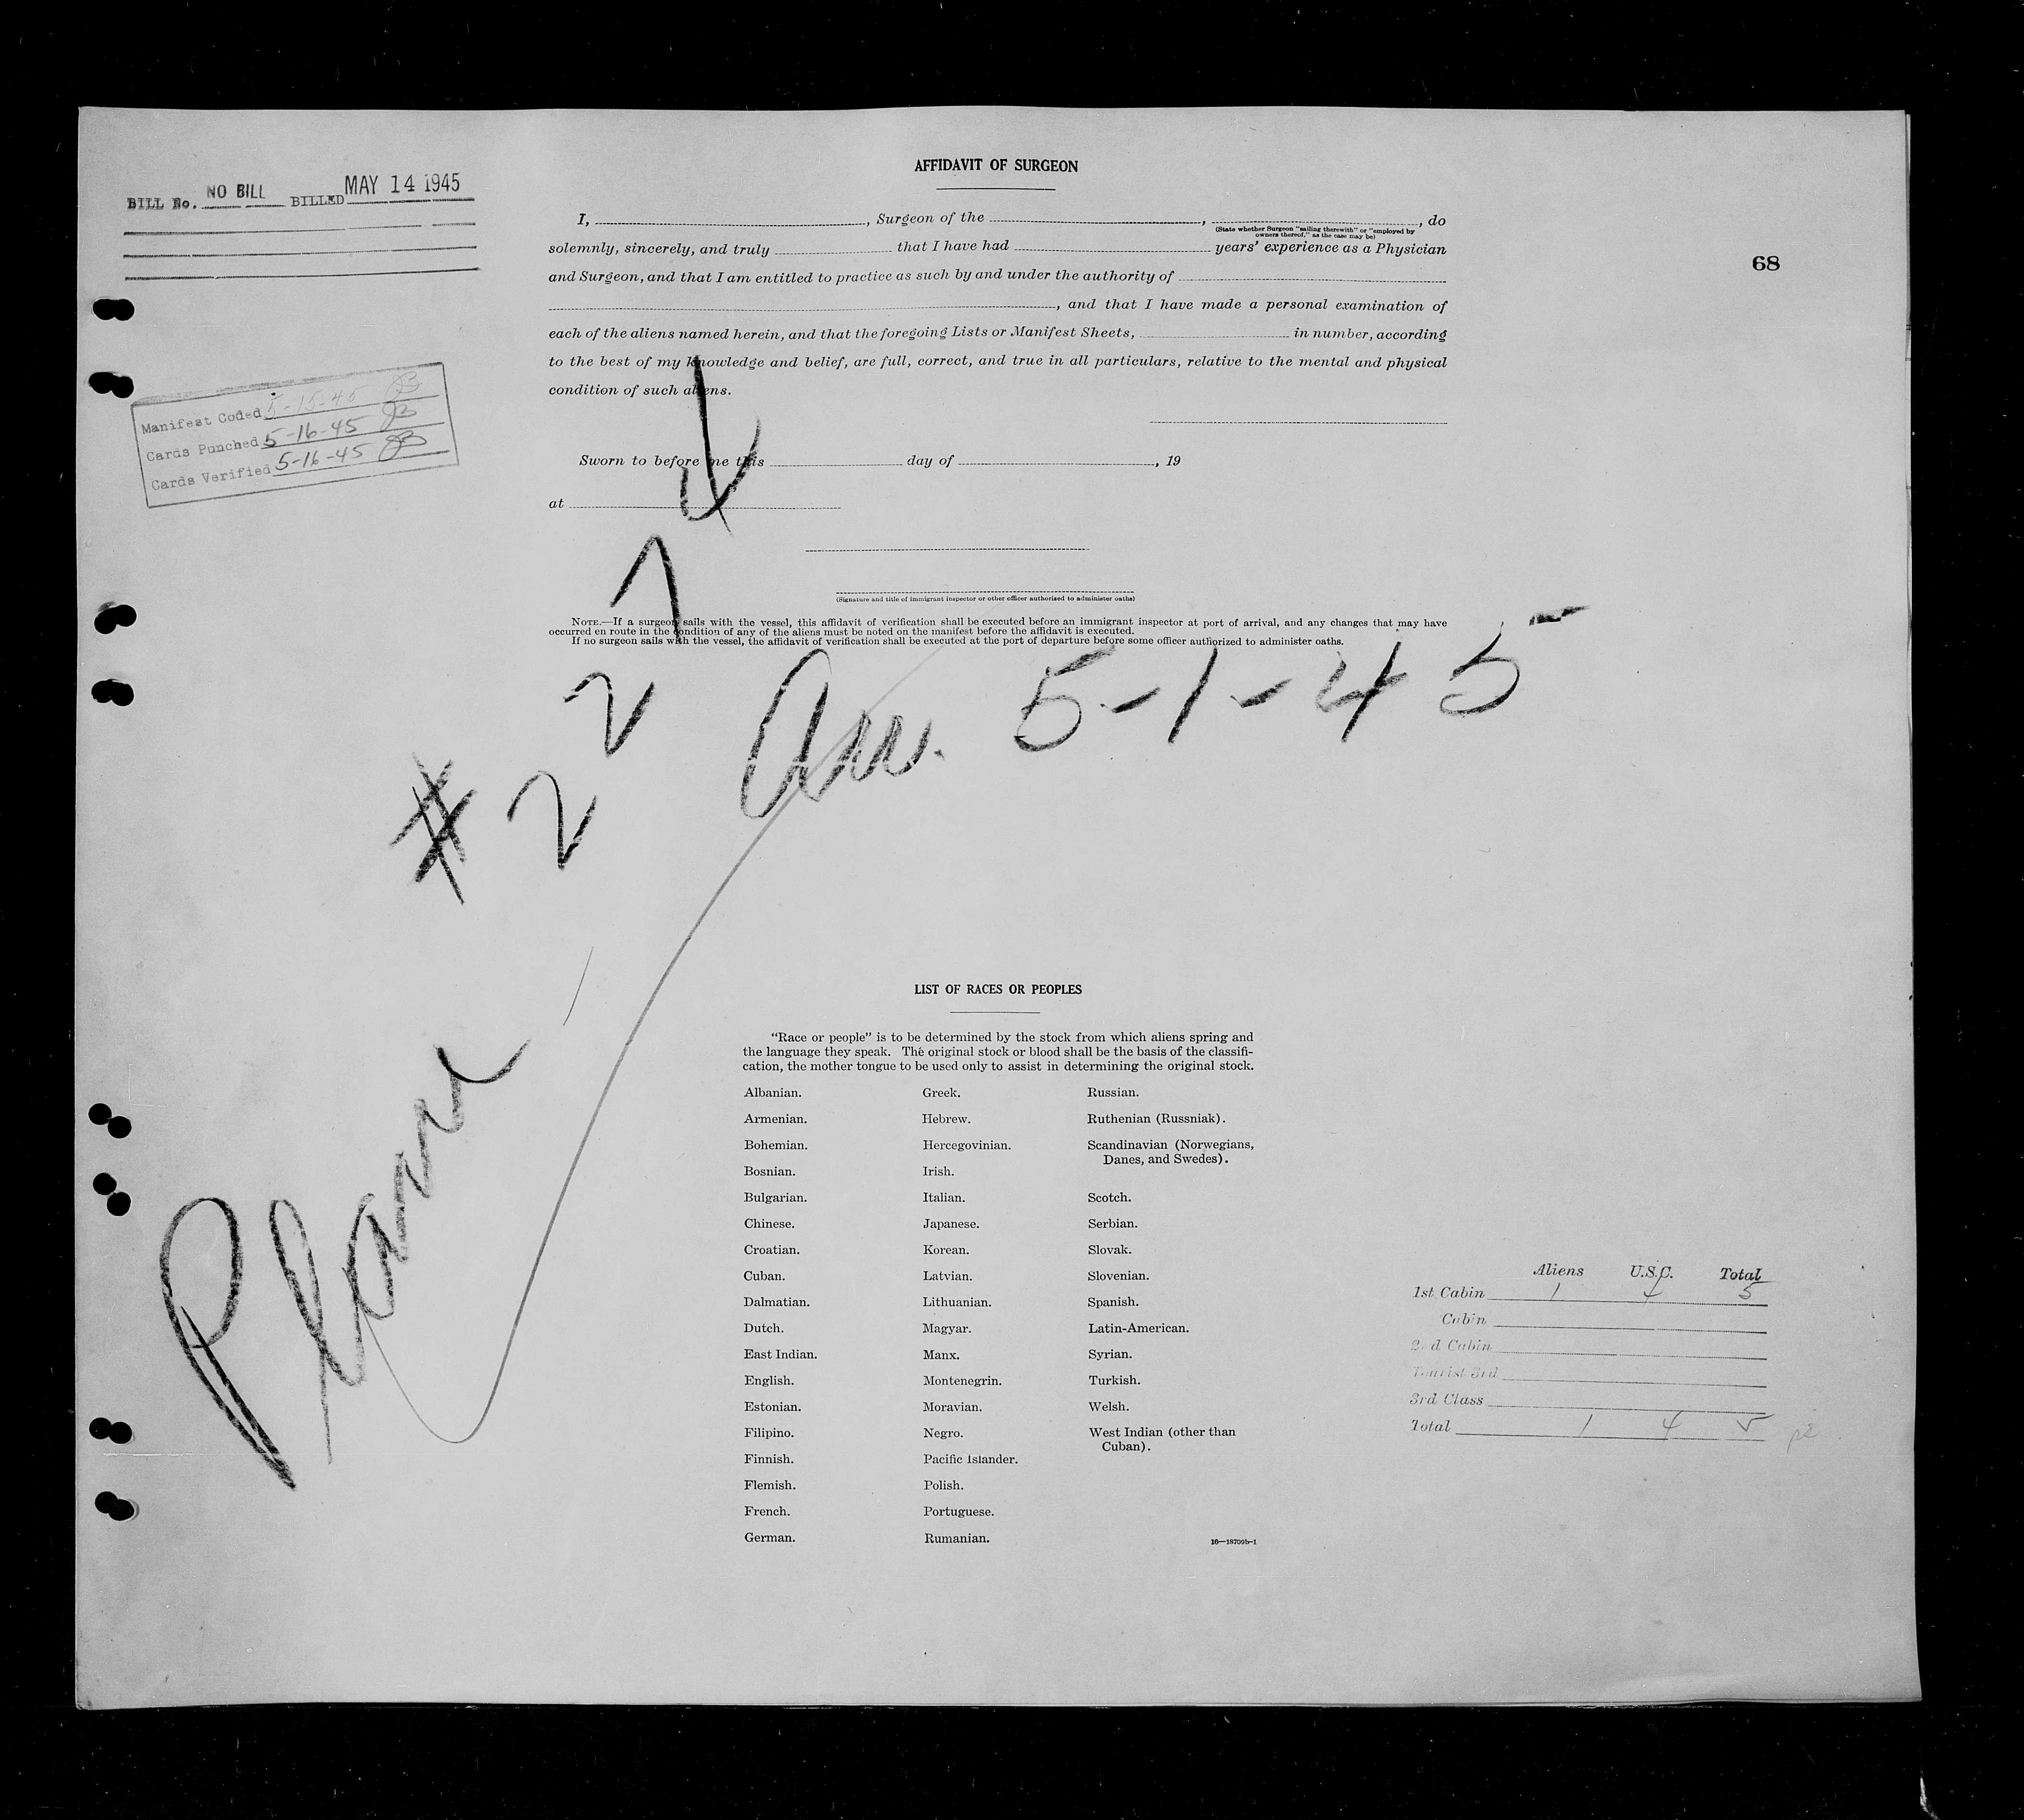 BILL No. NO BILL BILLED MAY 14 1945
68
Manifest Coded 5-15-45 JB
Cards Punched 5-16-45 JB
Cards Verified 5-16-45 JB
AFFIDAVIT OF SURGEON
I, , Surgeon of the , , do
(State whether Surgeon "sailing therewith" or "employed by
owners thereof," as the case may be)
solemnly, sincerely, and truly that I have had years' experience as a Physician
and Surgeon, and that I am entitled to practice as such by and under the authority of
, and that I have made a personal examination of
each of the aliens named herein, and that the foregoing Lists or Manifest Sheets, in number, according
to the best of my knowledge and belief, are full, correct, and true in all particulars, relative to the mental and physical
condition of such aliens.
Sworn to before me this day of , 19
at
(Signature and title of immigrant inspector or other officer authorized to administer oaths)
NOTE.—If a surgeon sails with the vessel, this affidavit of verification shall be executed before an immigrant inspector at port of arrival, and any changes that may have
occurred en route in the condition of any of the aliens must be noted on the manifest before the affidavit is executed.
If no surgeon sails with the vessel, the affidavit of verification shall be executed at the port of departure before some officer authorized to administer oaths.
Plane # 2274
Arr. 5-1-45
LIST OF RACES OR PEOPLES
"Race or people" is to be determined by the stock from which aliens spring and
the language they speak. The original stock or blood shall be the basis of the classifi-
cation, the mother tongue to be used only to assist in determining the original stock.
Albanian.
Armenian.
Bohemian.
Bosnian.
Bulgarian.
Chinese.
Croatian.
Cuban.
Dalmatian.
Dutch.
East Indian.
English.
Estonian.
Filipino.
Finnish.
Flemish.
French.
German.
Greek.
Hebrew.
Hercegovinian.
Irish.
Italian.
Japanese.
Korean.
Latvian.
Lithuanian.
Magyar.
Manx.
Montenegrin.
Moravian.
Negro.
Pacific Islander.
Polish.
Portuguese.
Rumanian.
Russian.
Ruthenian (Russniak).
Scandinavian (Norwegians,
Danes, and Swedes).
Scotch.
Serbian.
Slovak.
Slovenian.
Spanish.
Latin-American.
Syrian.
Turkish.
Welsh.
West Indian (other than
Cuban).
16—18709b-1
Aliens U.S.C. Total
1st Cabin 1 4 5
Cabin
2nd Cabin
Tourist 3rd
3rd Class
Total 1 4 5